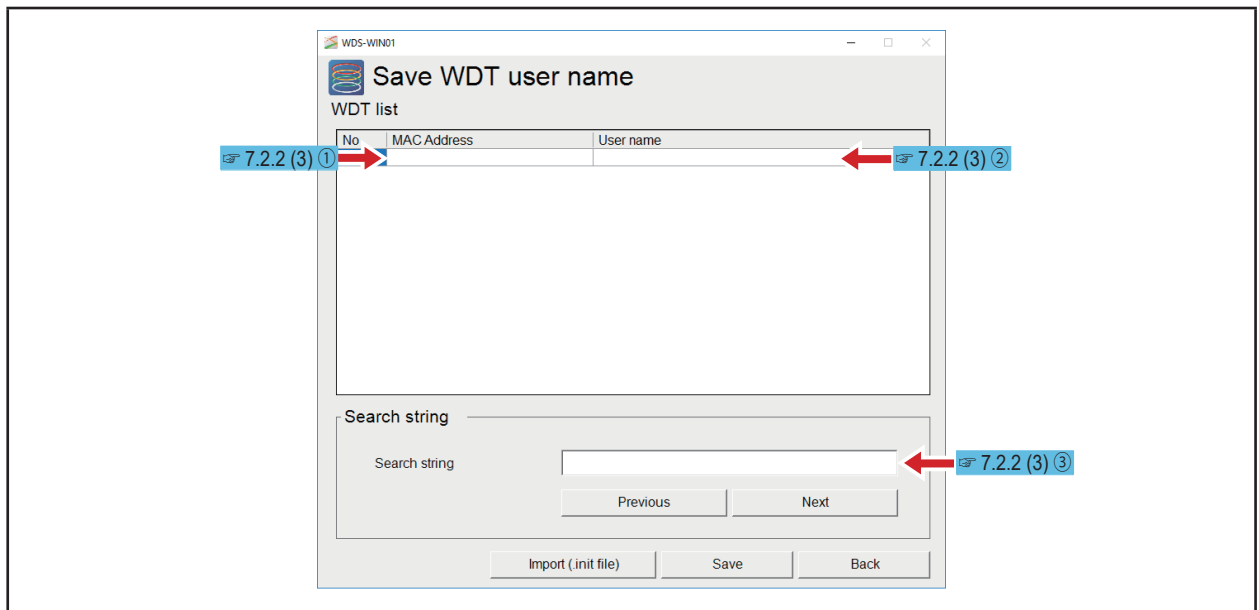 WDS-WIN01
Save WDT user name
WDT list
No MAC Address User name
☞ 7.2.2 (3) ① ☞ 7.2.2 (3) ②
Search string
Search string ☞ 7.2.2 (3) ③
Previous Next
Import (.init file) Save Back